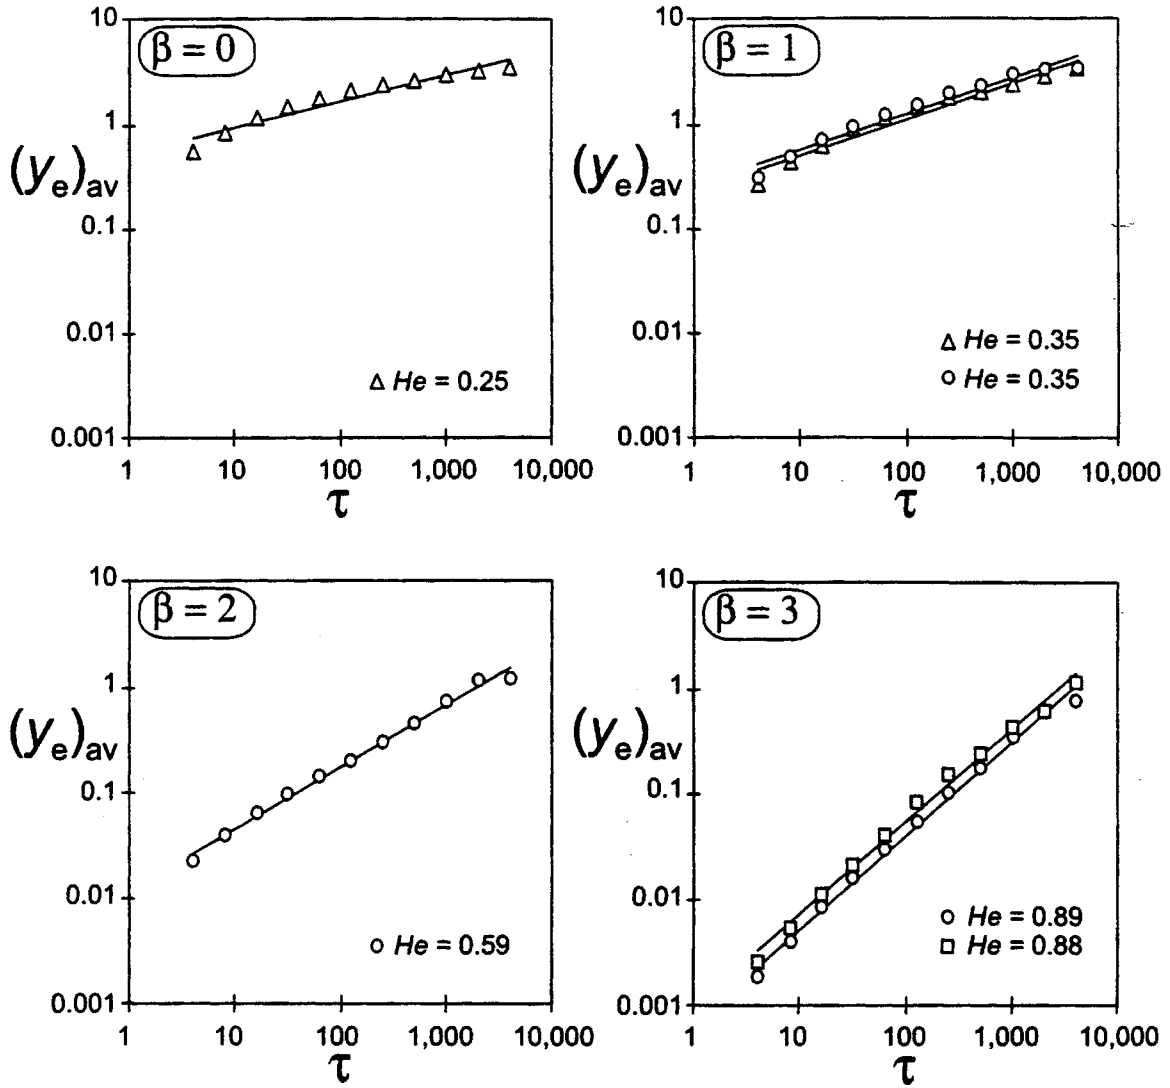 β = 0
10
1
0.1
0.01
0.001
(ye)av
△ He = 0.25
1 10 100 1,000 10,000
τ
β = 1
10
1
0.1
0.01
0.001
(ye)av
△ He = 0.35
○ He = 0.35
1 10 100 1,000 10,000
τ
β = 2
10
1
0.1
0.01
0.001
(ye)av
○ He = 0.59
1 10 100 1,000 10,000
τ
β = 3
10
1
0.1
0.01
0.001
(ye)av
○ He = 0.89
□ He = 0.88
1 10 100 1,000 10,000
τ